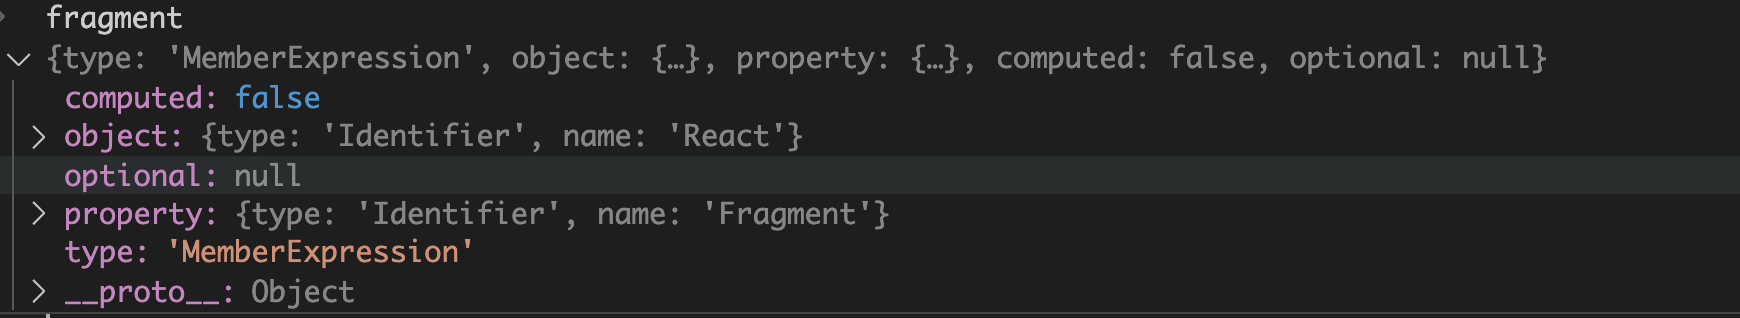 fragment
{type: 'MemberExpression', object: {…}, property: {…}, computed: false, optional: null}
computed: false
object: {type: 'Identifier', name: 'React'}
optional: null
property: {type: 'Identifier', name: 'Fragment'}
type: 'MemberExpression'
__proto__: Object